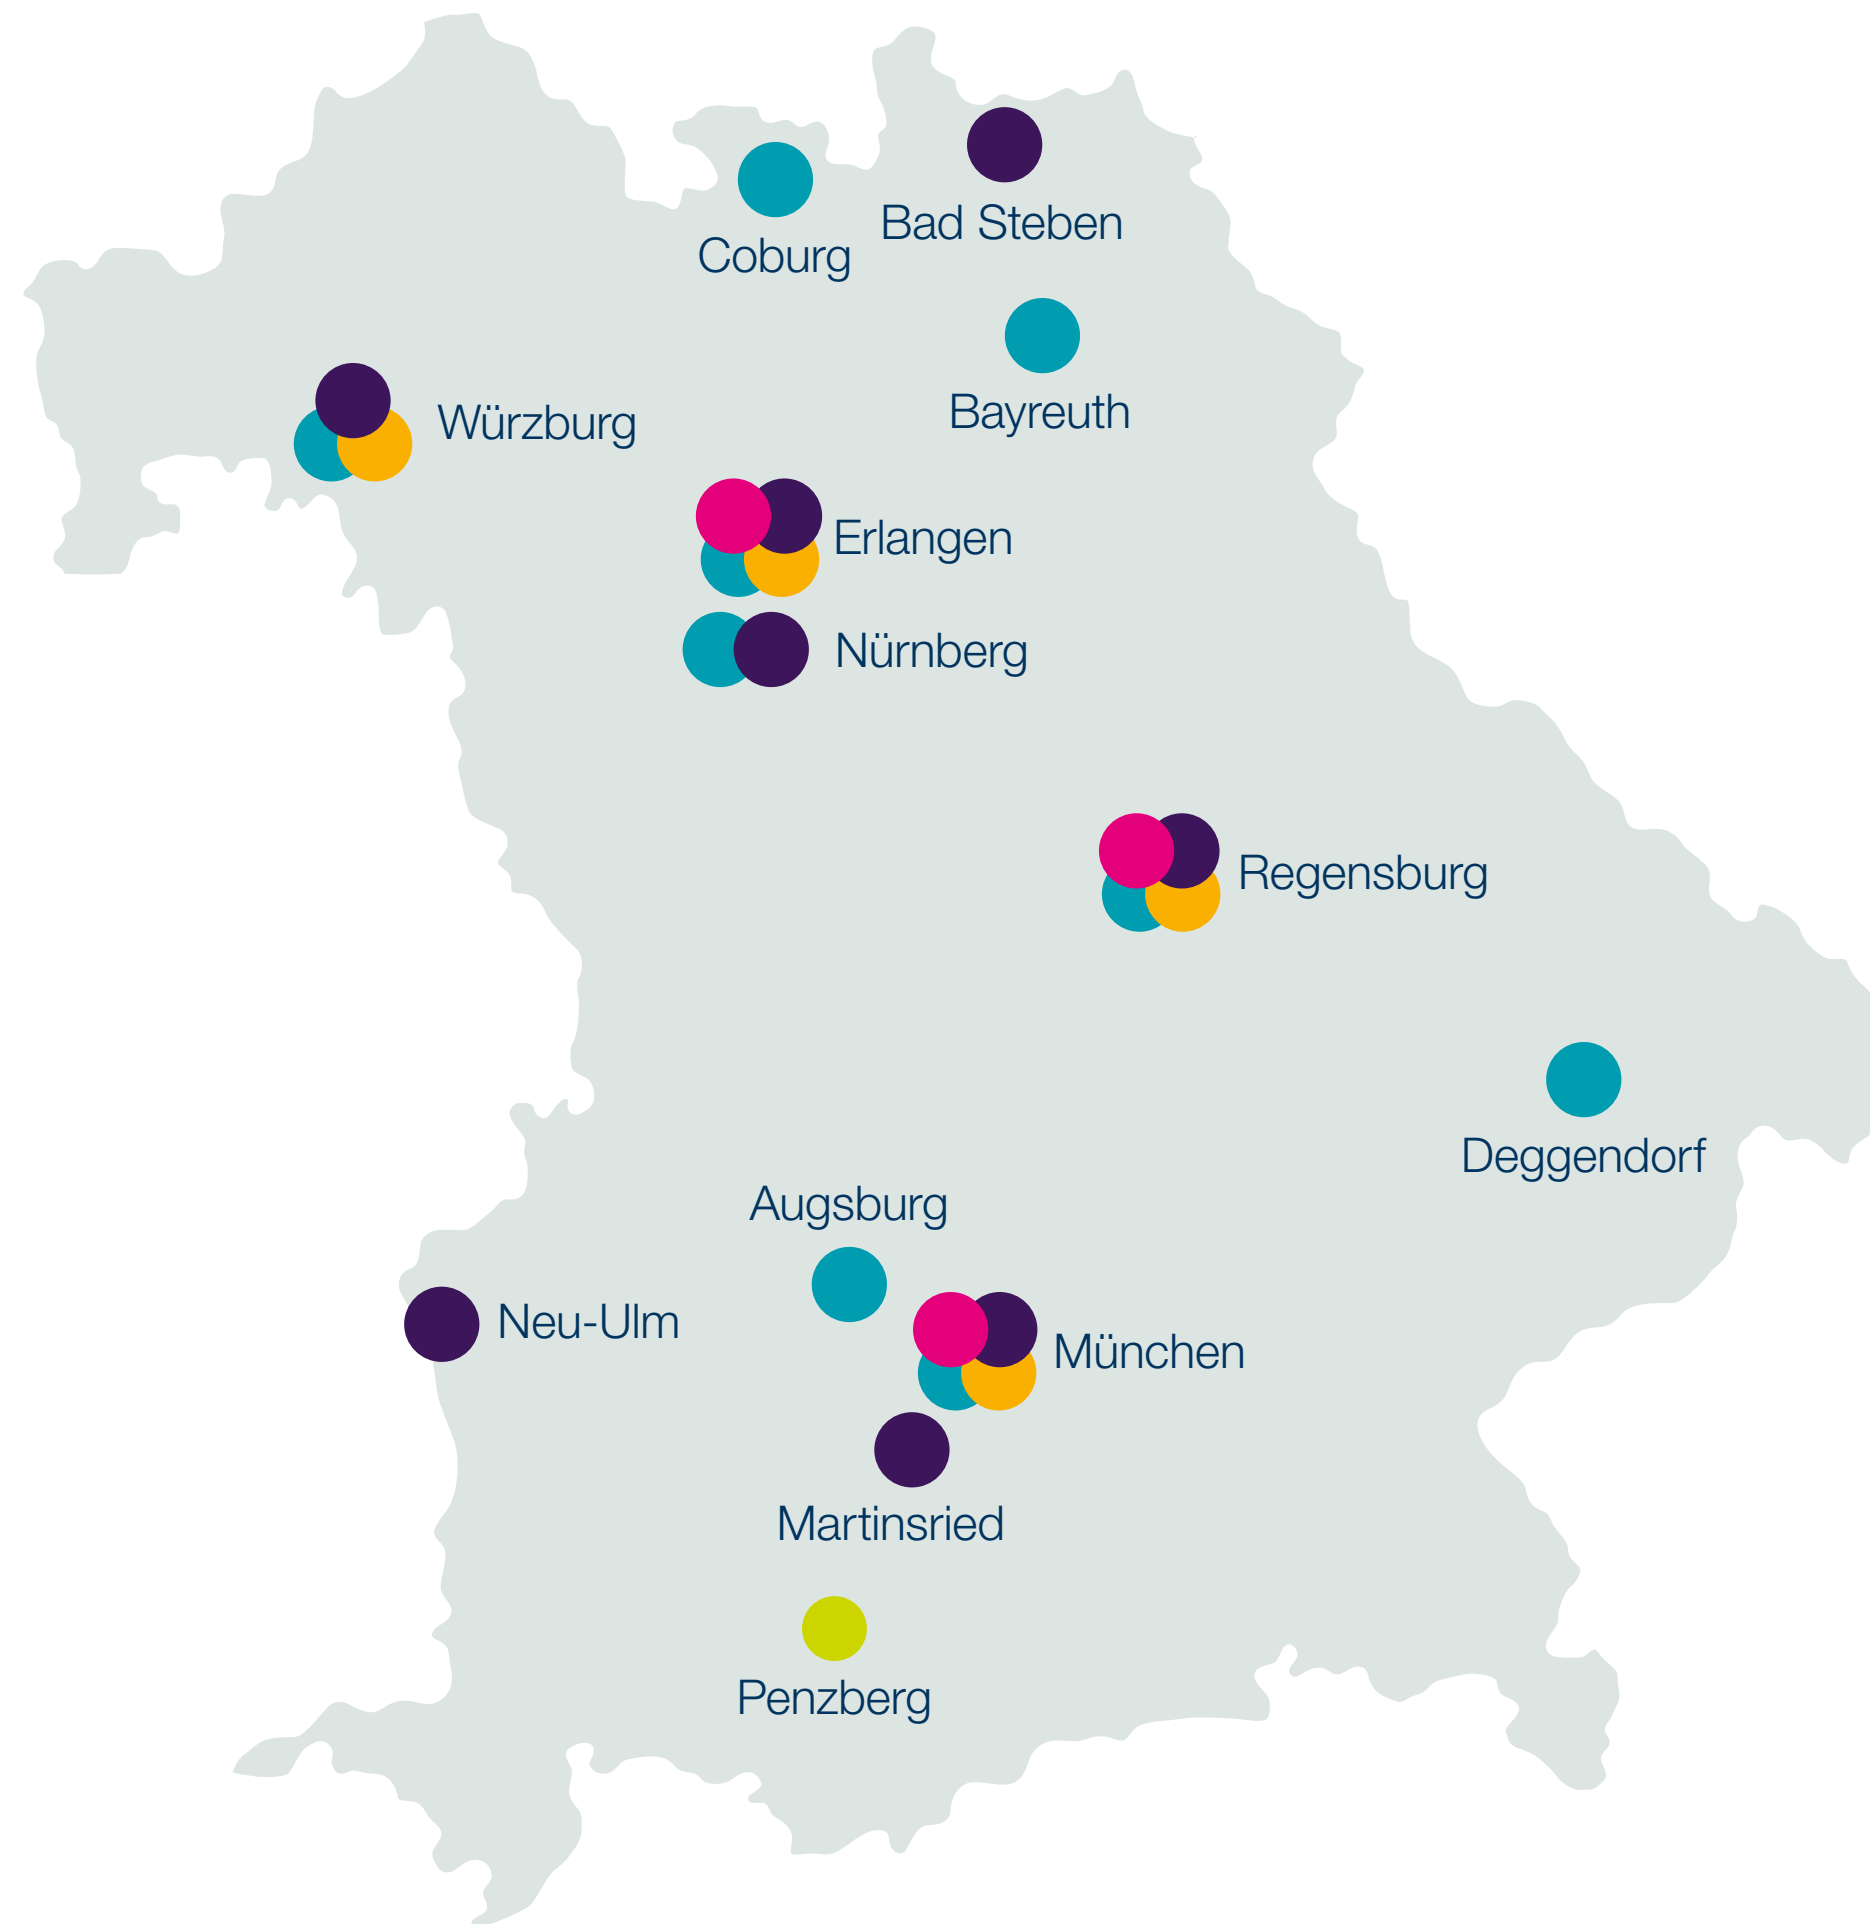 Bad Steben
Coburg
Bayreuth
Würzburg
Erlangen
Nürnberg
Regensburg
Deggendorf
Augsburg
Neu-Ulm
München
Martinsried
Penzberg